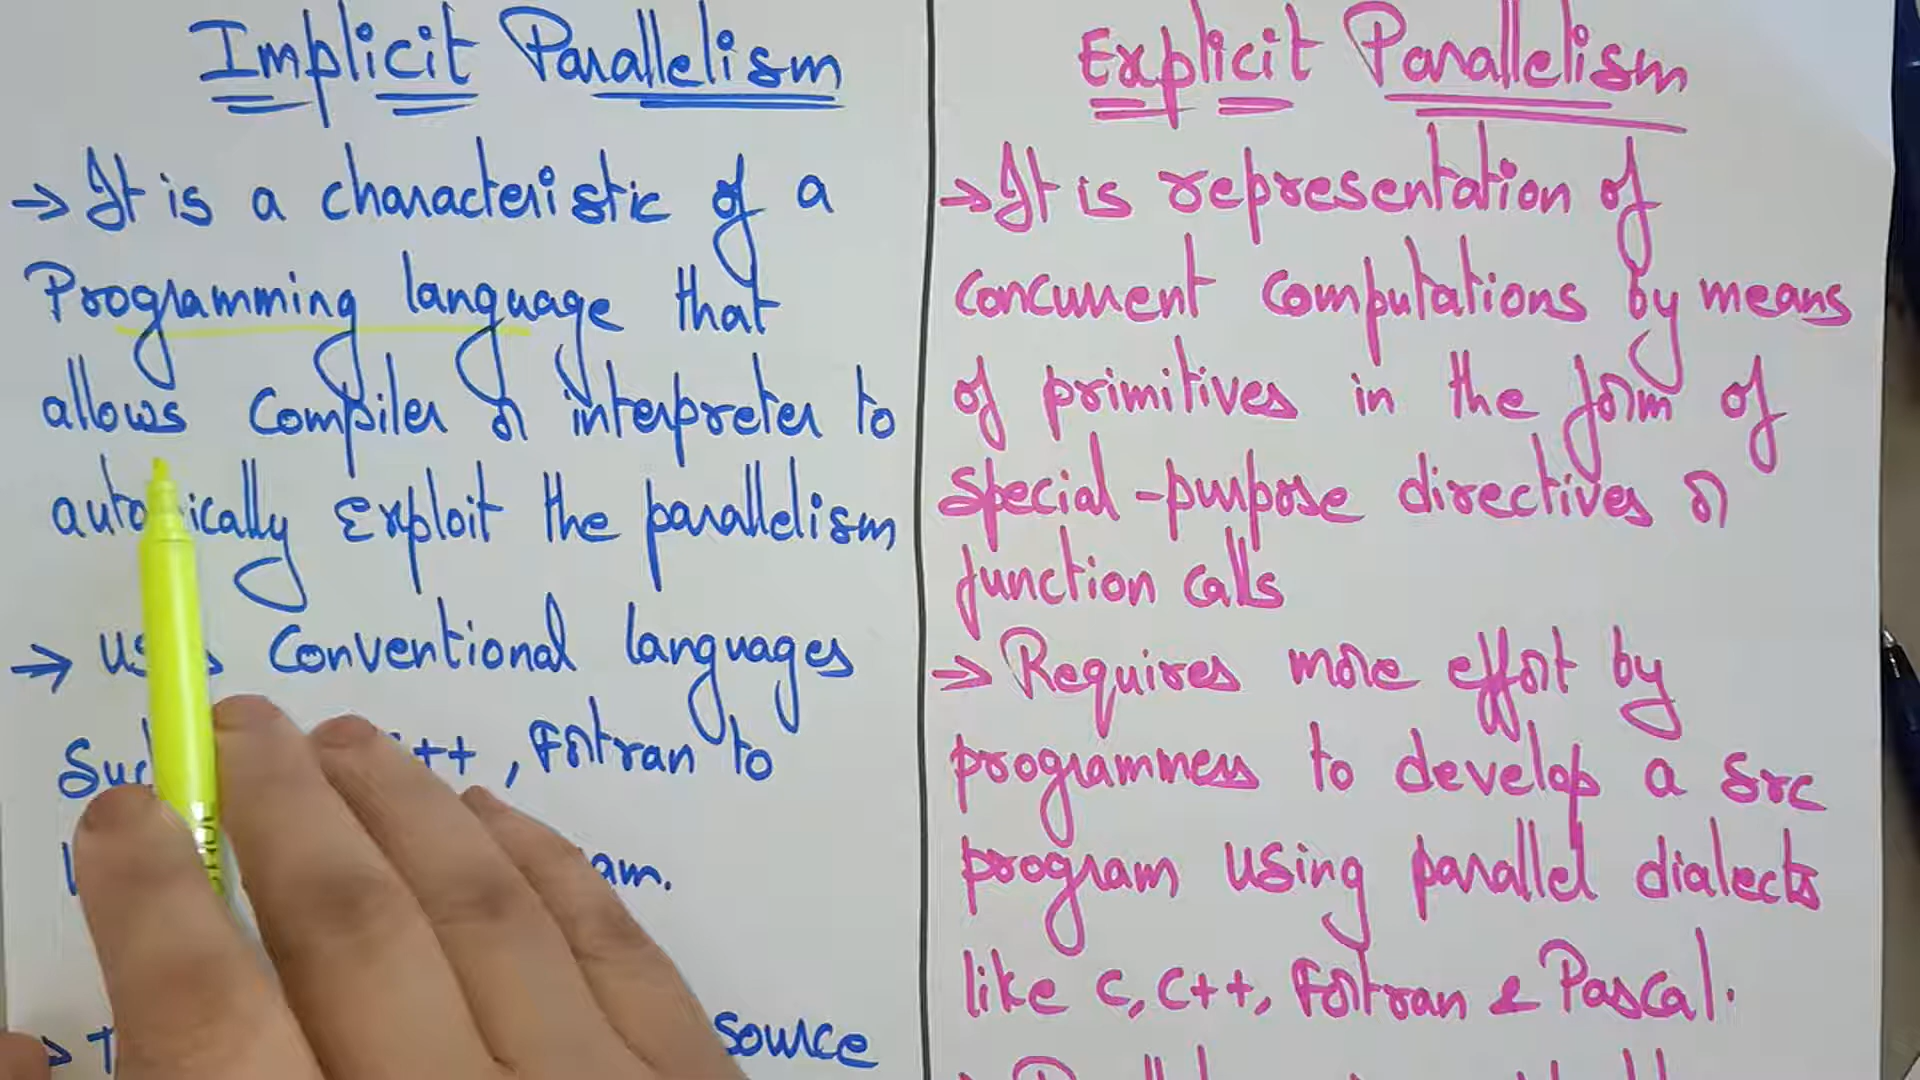 Implicit Parallelism
→ It is a characteristic of a
Programming language that
allows Compiler or interpreter to
exploit the parallelism
→ Conventional languages
++, Fortran to
→ source
Explicit Parallelism
→ It is representation of
concurrent computations by means
of primitives in the form of
special-purpose directives or
function calls
→ Requires more effort by
programmers to develop a src
program using parallel dialects
like C, C++, Fortran & Pascal.